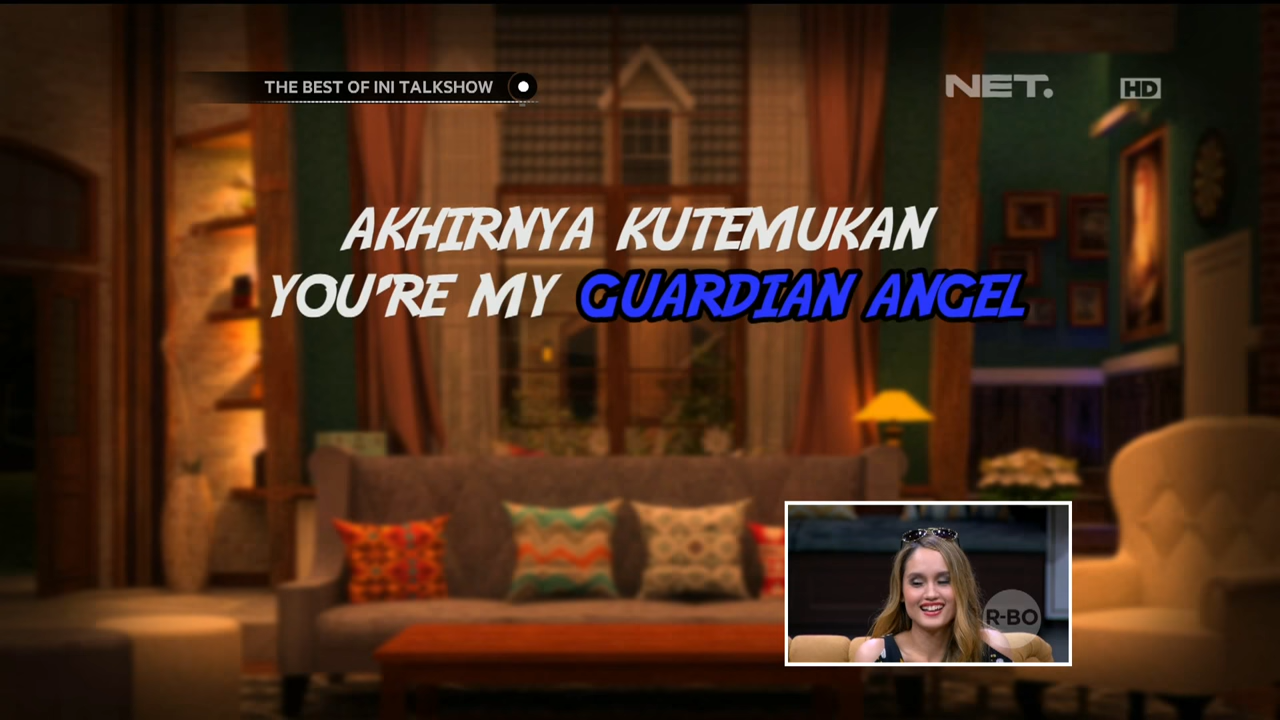 THE BEST OF INI TALKSHOW
NET.
HD
AKHIRNYA KUTEMUKAN
YOU'RE MY GUARDIAN ANGEL
R-BO